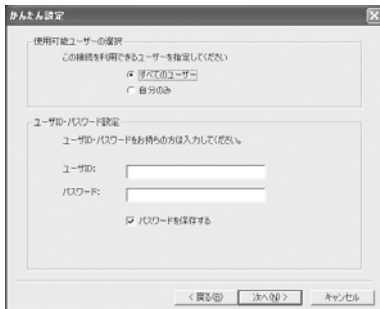 かんたん設定
使用可能ユーザーの選択
この接続を利用できるユーザーを指定してください
すべてのユーザー
自分のみ
ユーザID・パスワード設定
ユーザID・パスワードをお持ちの方は入力してください。
ユーザID:
パスワード:
パスワードを保存する
< 戻る(B)
次へ(N) >
キャンセル